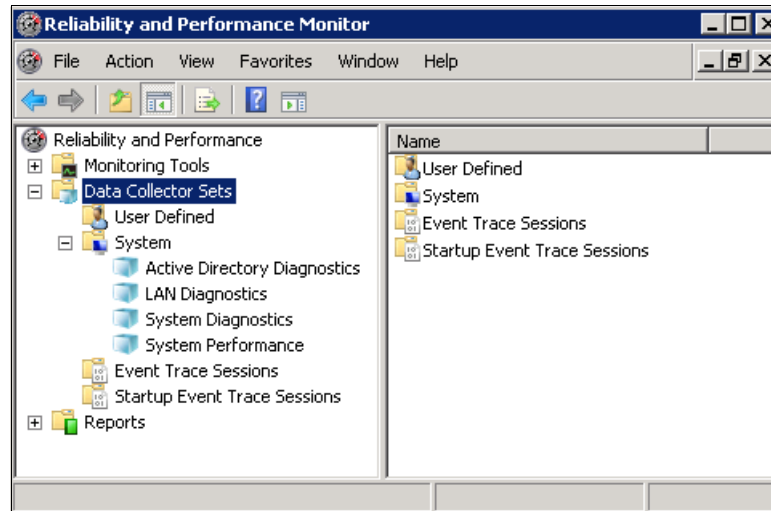 Reliability and Performance Monitor
File Action View Favorites Window Help
Reliability and Performance
Monitoring Tools
Data Collector Sets
User Defined
System
Active Directory Diagnostics
LAN Diagnostics
System Diagnostics
System Performance
Event Trace Sessions
Startup Event Trace Sessions
Reports
Name
User Defined
System
Event Trace Sessions
Startup Event Trace Sessions